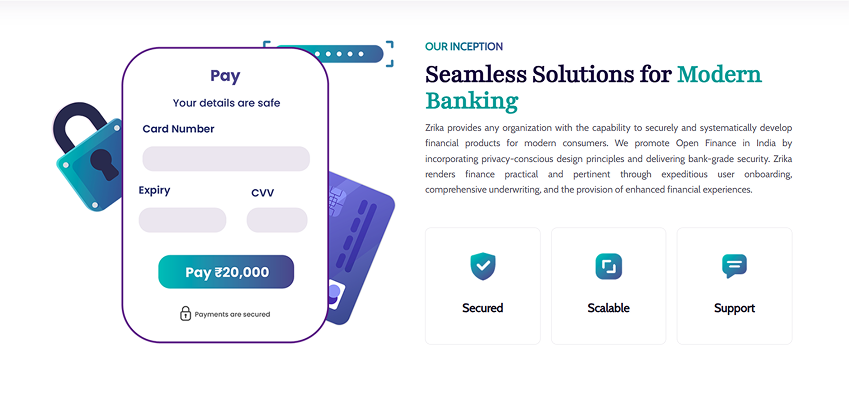 Pay
Your details are safe
Card Number
Expiry
CVV
Pay ₹20,000
Payments are secured
OUR INCEPTION
Seamless Solutions for Modern
Banking
Zrika provides any organization with the capability to securely and systematically develop
financial products for modern consumers. We promote Open Finance in India by
incorporating privacy-conscious design principles and delivering bank-grade security. Zrika
renders finance practical and pertinent through expeditious user onboarding,
comprehensive underwriting, and the provision of enhanced financial experiences.
Secured
Scalable
Support